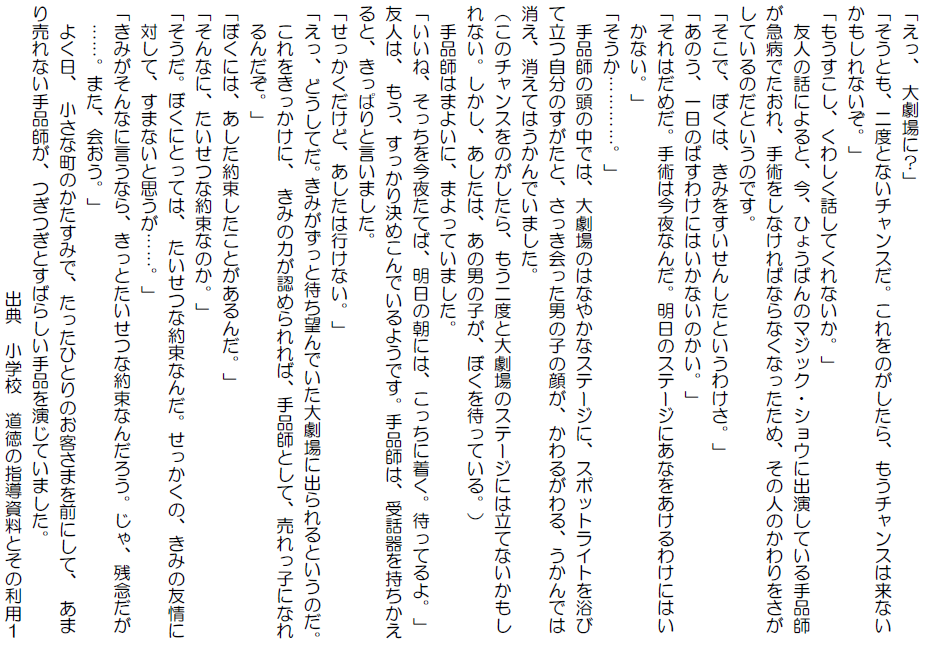 「えっ、大劇場に？」
「そうとも、二度とないチャンスだ。これをのがしたら、もうチャンスは来ない
かもしれないぞ。」
「もうすこし、くわしく話してくれないか。」
　友人の話によると、今、ひょうばんのマジック・ショウに出演している手品師
が急病でたおれ、手術をしなければならなくなったため、その人のかわりをさが
しているのだというのです。
「そこで、ぼくは、きみをすいせんしたというわけさ。」
「あのう、一日のばすわけにはいかないのかい。」
「それはだめだ。手術は今夜なんだ。明日のステージにあなをあけるわけにはい
かない。」
「そうか…………。」
　手品師の頭の中では、大劇場のはなやかなステージに、スポットライトを浴び
て立つ自分のすがたと、さっき会った男の子の顔が、かわるがわる、うかんでは
消え、消えてはうかんでいました。
（このチャンスをのがしたら、もう二度と大劇場のステージには立てないかもし
れない。しかし、あしたは、あの男の子が、ぼくを待っている。）
　手品師はまよいに、まよっていました。
「いいね、そっちを今夜たてば、明日の朝には、こっちに着く。待ってるよ。」
友人は、もう、すっかり決めこんでいるようです。手品師は、受話器を持ちかえ
ると、きっぱりと言いました。
「せっかくだけど、あしたは行けない。」
「えっ、どうしてだ。きみがずっと待ち望んでいた大劇場に出られるというのだ。
これをきっかけに、きみの力が認められれば、手品師として、売れっ子になれ
るんだぞ。」
「ぼくには、あした約束したことがあるんだ。」
「そんなに、たいせつな約束なのか。」
「そうだ。ぼくにとっては、たいせつな約束なんだ。せっかくの、きみの友情に
対して、すまないと思うが……。」
「きみがそんなに言うなら、きっとたいせつな約束なんだろう。じゃ、残念だが
……。また、会おう。」
　よく日、小さな町のかたすみで、たったひとりのお客さまを前にして、あま
り売れない手品師が、つぎつぎとすばらしい手品を演じていました。
出典　小学校　道徳の指導資料とその利用１